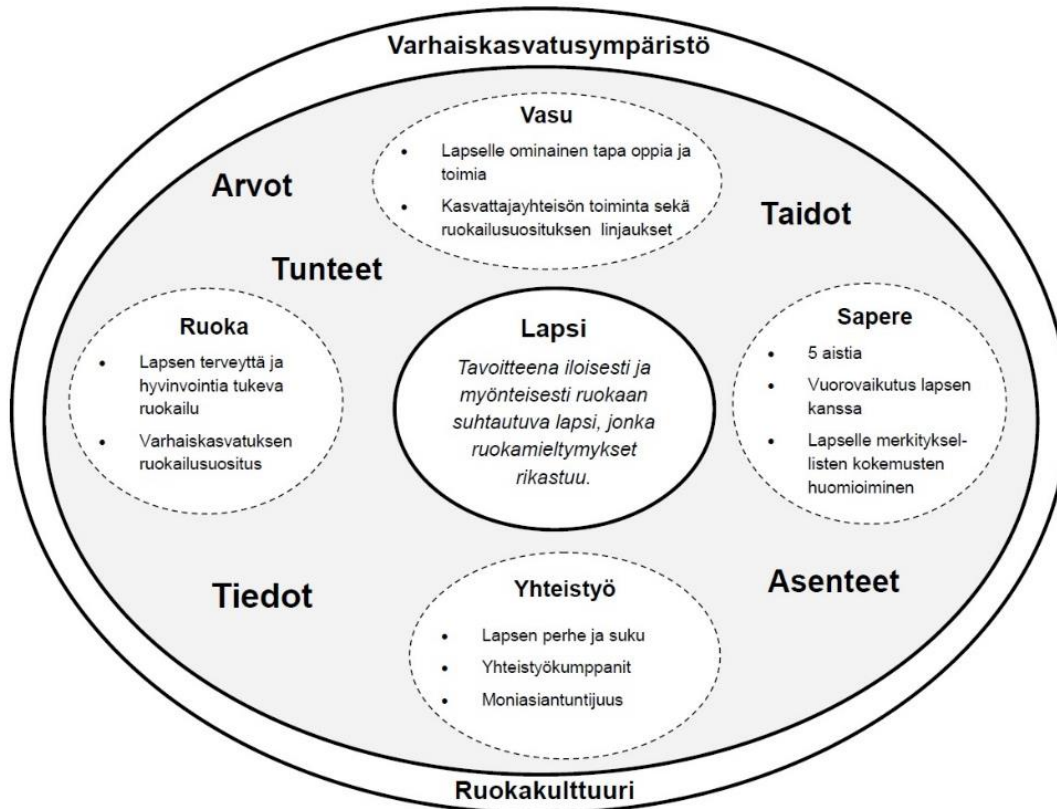 Varhaiskasvatusympäristö
Vasu
• Lapselle ominainen tapa oppia ja
toimia
• Kasvattajayhteisön toiminta sekä
ruokailusuosituksen linjaukset
Arvot
Taidot
Tunteet
Ruoka
• Lapsen terveyttä ja
hyvinvointia tukeva
ruokailu
• Varhaiskasvatuksen
ruokailusuositus
Lapsi
Tavoitteena iloisesti ja
myönteisesti ruokaan
suhtautuva lapsi, jonka
ruokamieltymykset
rikastuu.
Sapere
• 5 aistia
• Vuorovaikutus lapsen
kanssa
• Lapselle merkityksel-
listen kokemusten
huomioiminen
Tiedot
Yhteistyö
• Lapsen perhe ja suku
• Yhteistyökumppanit
• Moniasiantuntijuus
Asenteet
Ruokakulttuuri